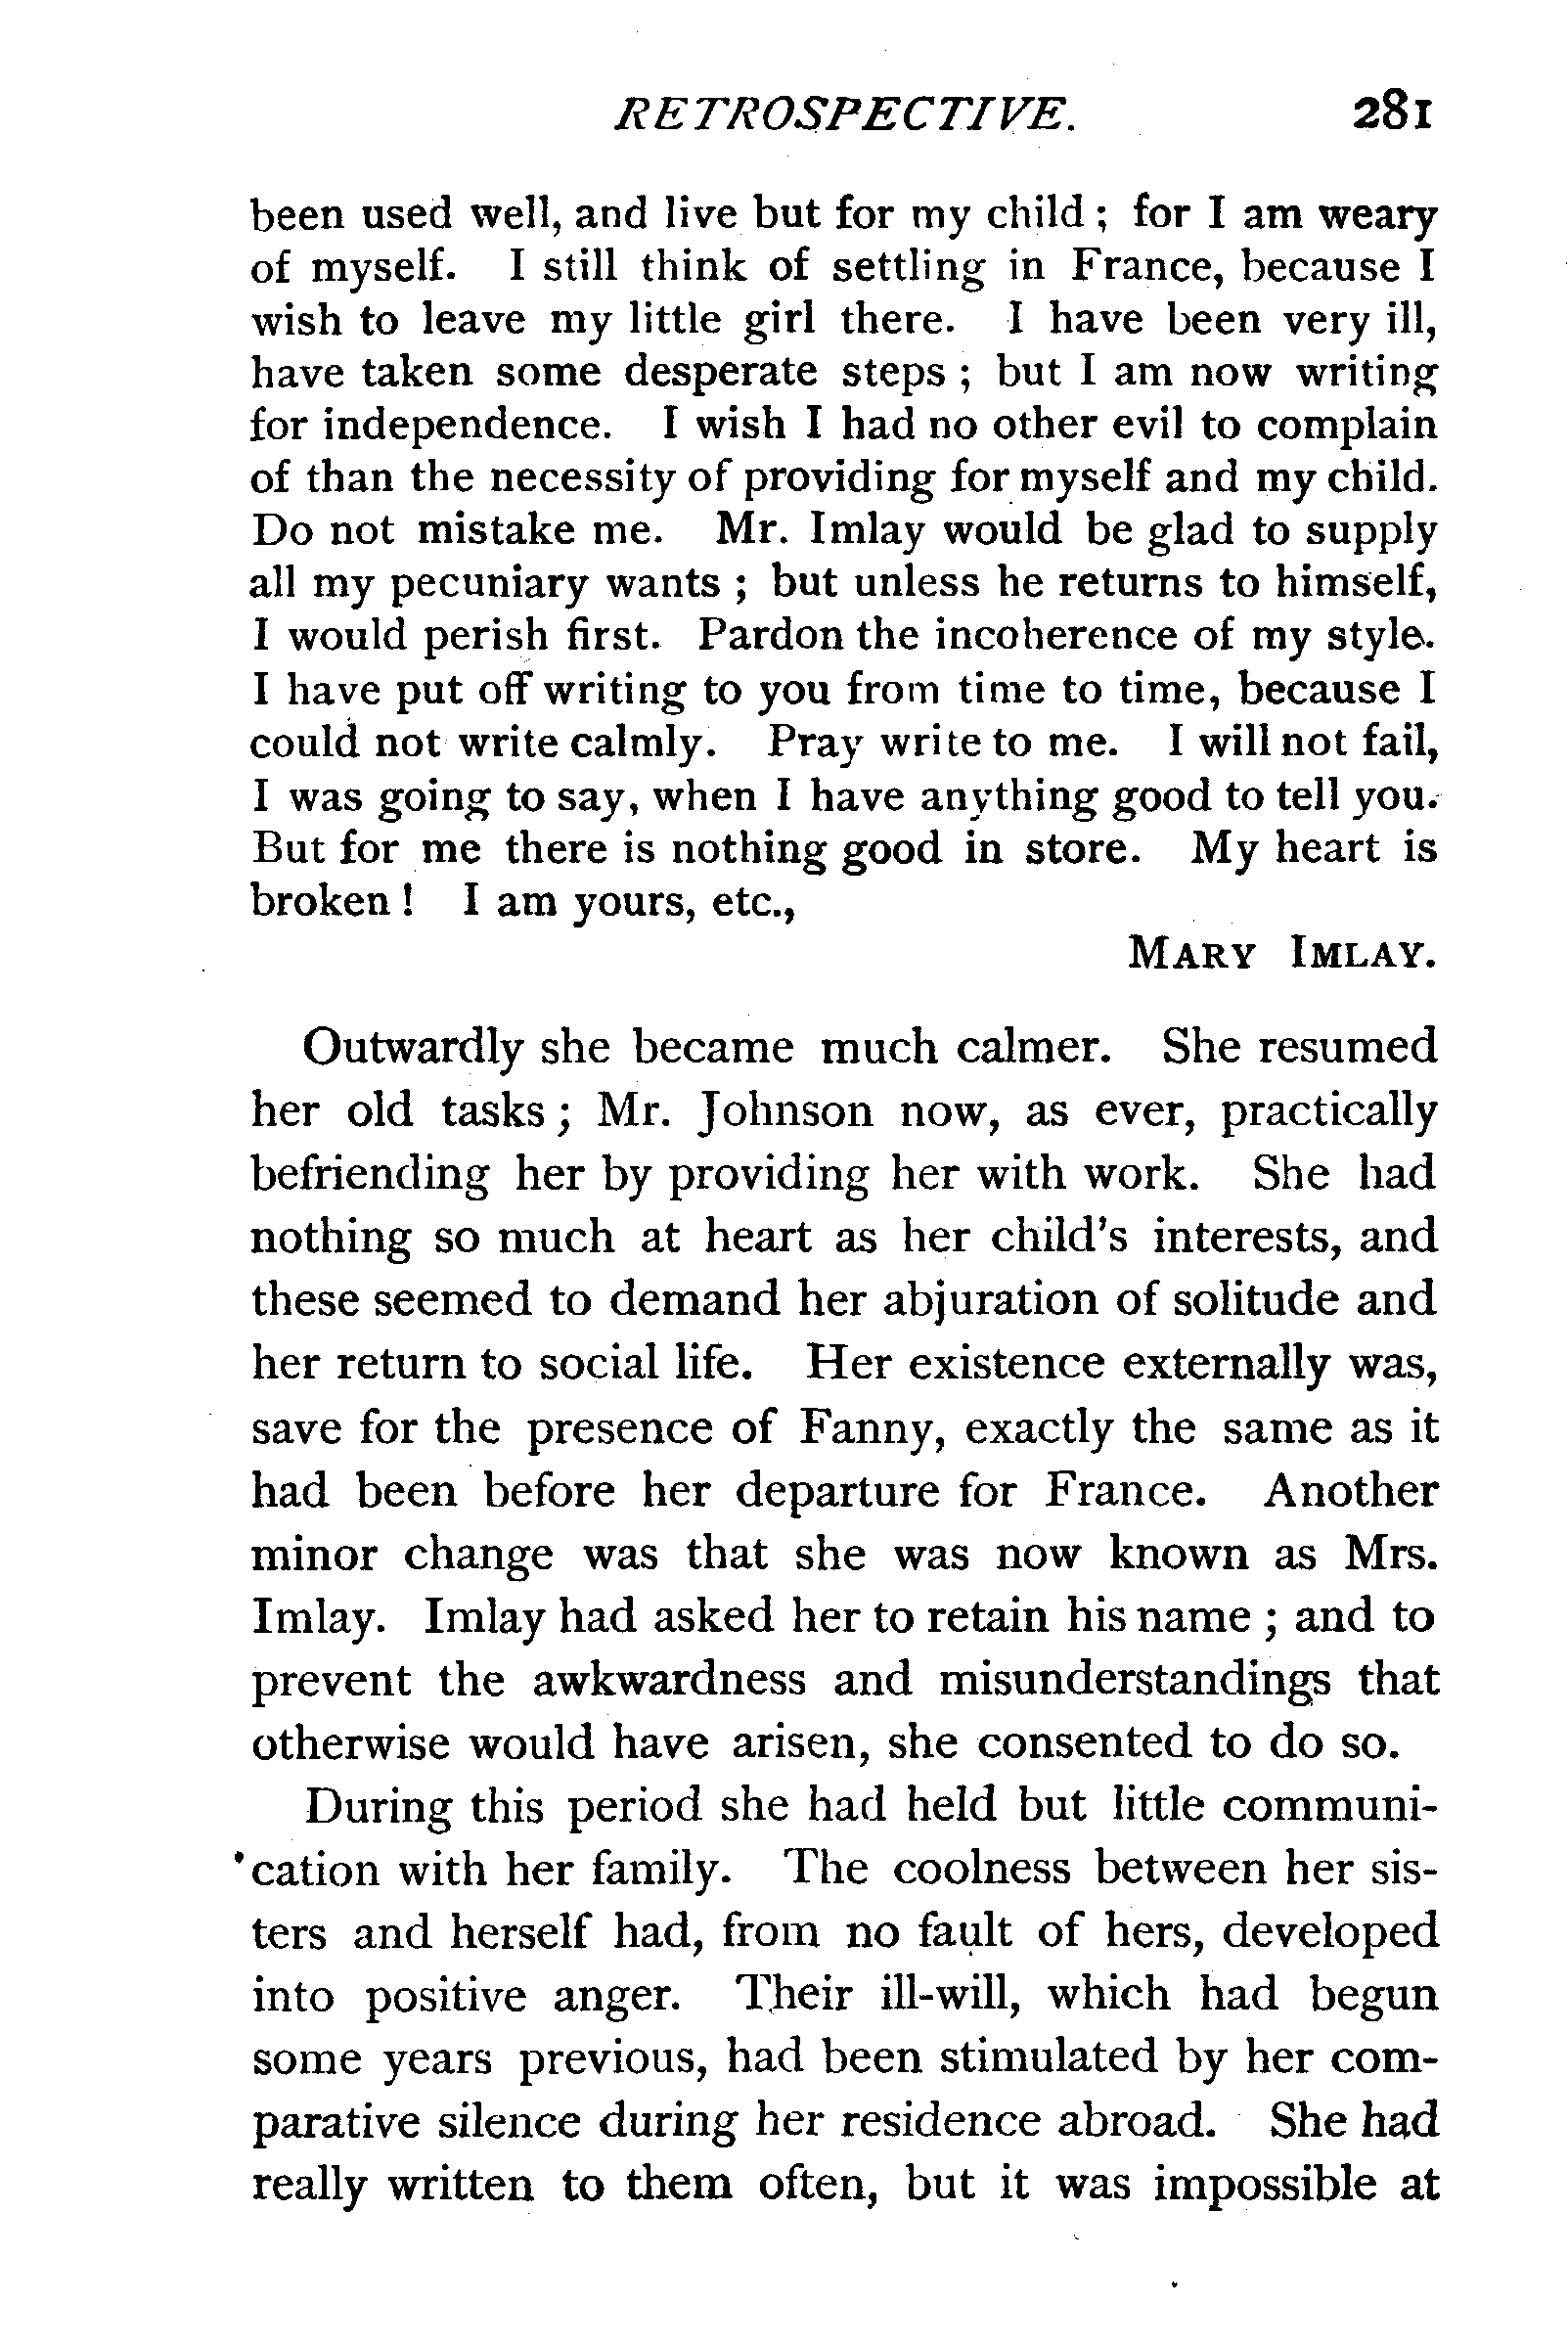 RETROSPECTIVE. 281
been used well, and live but for my child ; for I am weary
of myself. I still think of settling in France, because I
wish to leave my little girl there. I have been very ill,
have taken some desperate steps ; but I am now writing
for independence. I wish I had no other evil to complain
of than the necessity of providing for myself and my child.
Do not mistake me. Mr. Imlay would be glad to supply
all my pecuniary wants ; but unless he returns to himself,
I would perish first. Pardon the incoherence of my style.
I have put off writing to you from time to time, because I
could not write calmly. Pray write to me. I will not fail,
I was going to say, when I have anything good to tell you.
But for me there is nothing good in store. My heart is
broken ! I am yours, etc.,
MARY IMLAY.
Outwardly she became much calmer. She resumed
her old tasks ; Mr. Johnson now, as ever, practically
befriending her by providing her with work. She had
nothing so much at heart as her child's interests, and
these seemed to demand her abjuration of solitude and
her return to social life. Her existence externally was,
save for the presence of Fanny, exactly the same as it
had been before her departure for France. Another
minor change was that she was now known as Mrs.
Imlay. Imlay had asked her to retain his name ; and to
prevent the awkwardness and misunderstandings that
otherwise would have arisen, she consented to do so.
During this period she had held but little communi-
cation with her family. The coolness between her sis-
ters and herself had, from no fault of hers, developed
into positive anger. Their ill-will, which had begun
some years previous, had been stimulated by her com-
parative silence during her residence abroad. She had
really written to them often, but it was impossible at